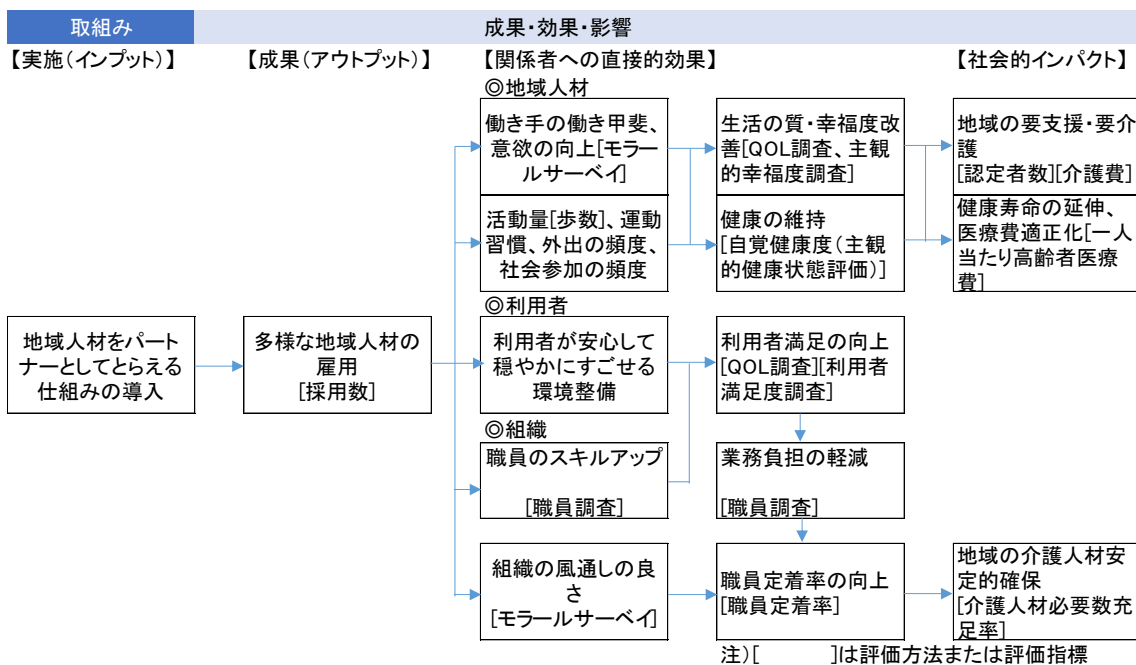 取組み
成果・効果・影響
【実施(インプット)】
【成果(アウトプット)】
【関係者への直接的効果】
【社会的インパクト】
◎地域人材
働き手の働き甲斐、
意欲の向上[モラー
ルサーベイ]
生活の質・幸福度改
善[QOL調査、主観
的幸福度調査]
地域の要支援・要介
護
[認定者数][介護費]
活動量[歩数]、運動
習慣、外出の頻度、
社会参加の頻度
健康の維持
[自覚健康度(主観
的健康状態評価)]
健康寿命の延伸、
医療費適正化[一人
当たり高齢者医療
費]
◎利用者
地域人材をパート
ナーとしてとらえる
仕組みの導入
多様な地域人材の
雇用
[採用数]
利用者が安心して
穏やかにすごせる
環境整備
利用者満足の向上
[QOL調査][利用者
満足度調査]
◎組織
職員のスキルアップ
[職員調査]
業務負担の軽減
[職員調査]
組織の風通しの良
さ
[モラールサーベイ]
職員定着率の向上
[職員定着率]
地域の介護人材安
定的確保
[介護人材必要数充
足率]
注)[　　　]は評価方法または評価指標